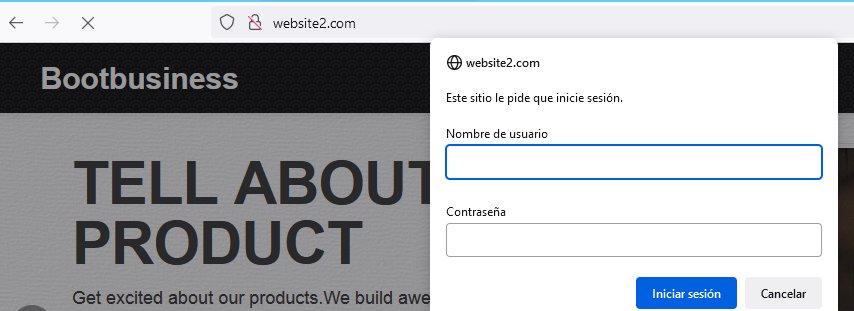 website2.com
Bootbusiness
website2.com
Este sitio le pide que inicie sesión.
Nombre de usuario
Contraseña
Iniciar sesión
Cancelar
TELL ABOUT
PRODUCT
Get excited about our products.We build awe